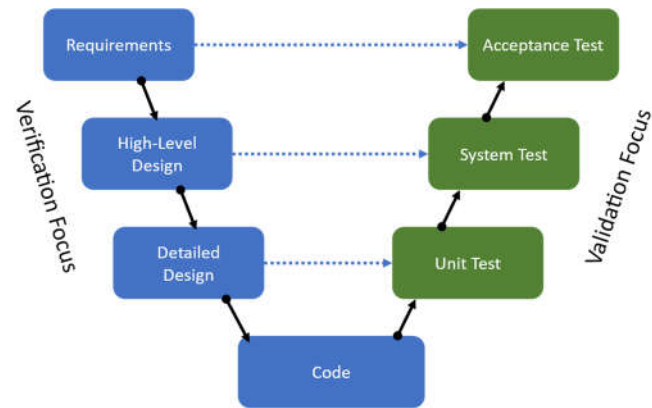 Requirements
Acceptance Test
Verification Focus
High-Level
Design
System Test
Validation Focus
Detailed
Design
Unit Test
Code